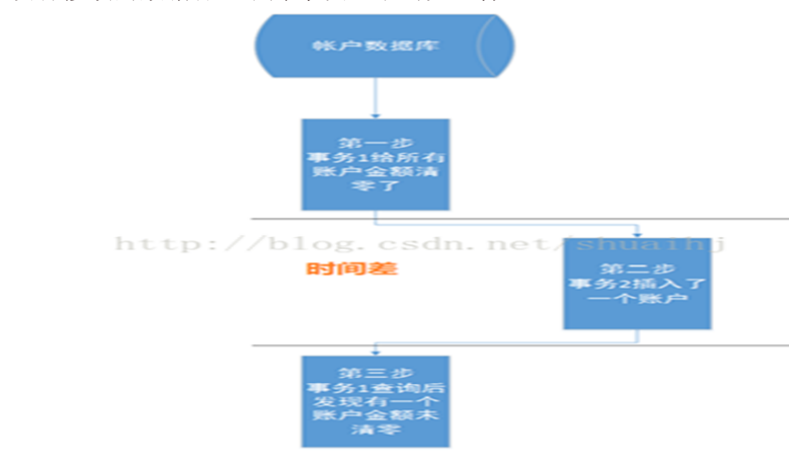 帐户数据库
第一步
事务1给所有
账户金额清
零了
http://blog.csdn.net/shuaihj
时间差
第二步
事务2插入了
一个账户
第三步
事务1查询后
发现有一个
账户金额未
清零